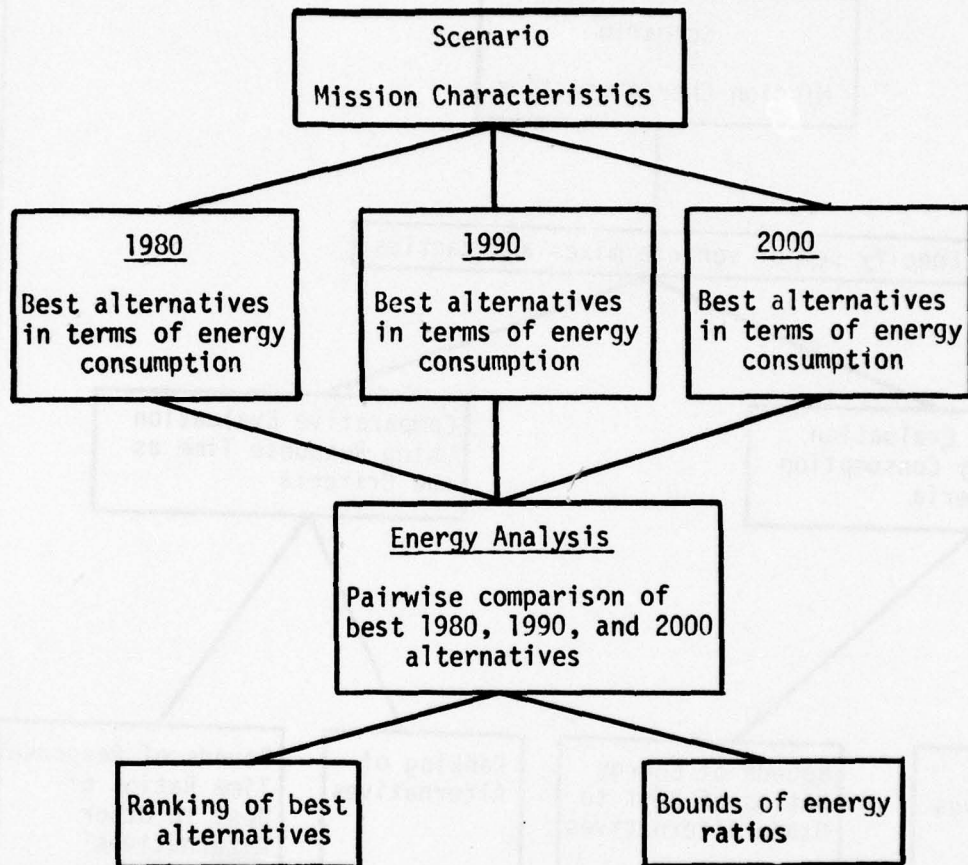 Scenario
Mission Characteristics
1980
Best alternatives
in terms of energy
consumption
1990
Best alternatives
in terms of energy
consumption
2000
Best alternatives
in terms of energy
consumption
Energy Analysis
Pairwise comparison of
best 1980, 1990, and 2000
alternatives
Ranking of best
alternatives
Bounds of energy
ratios